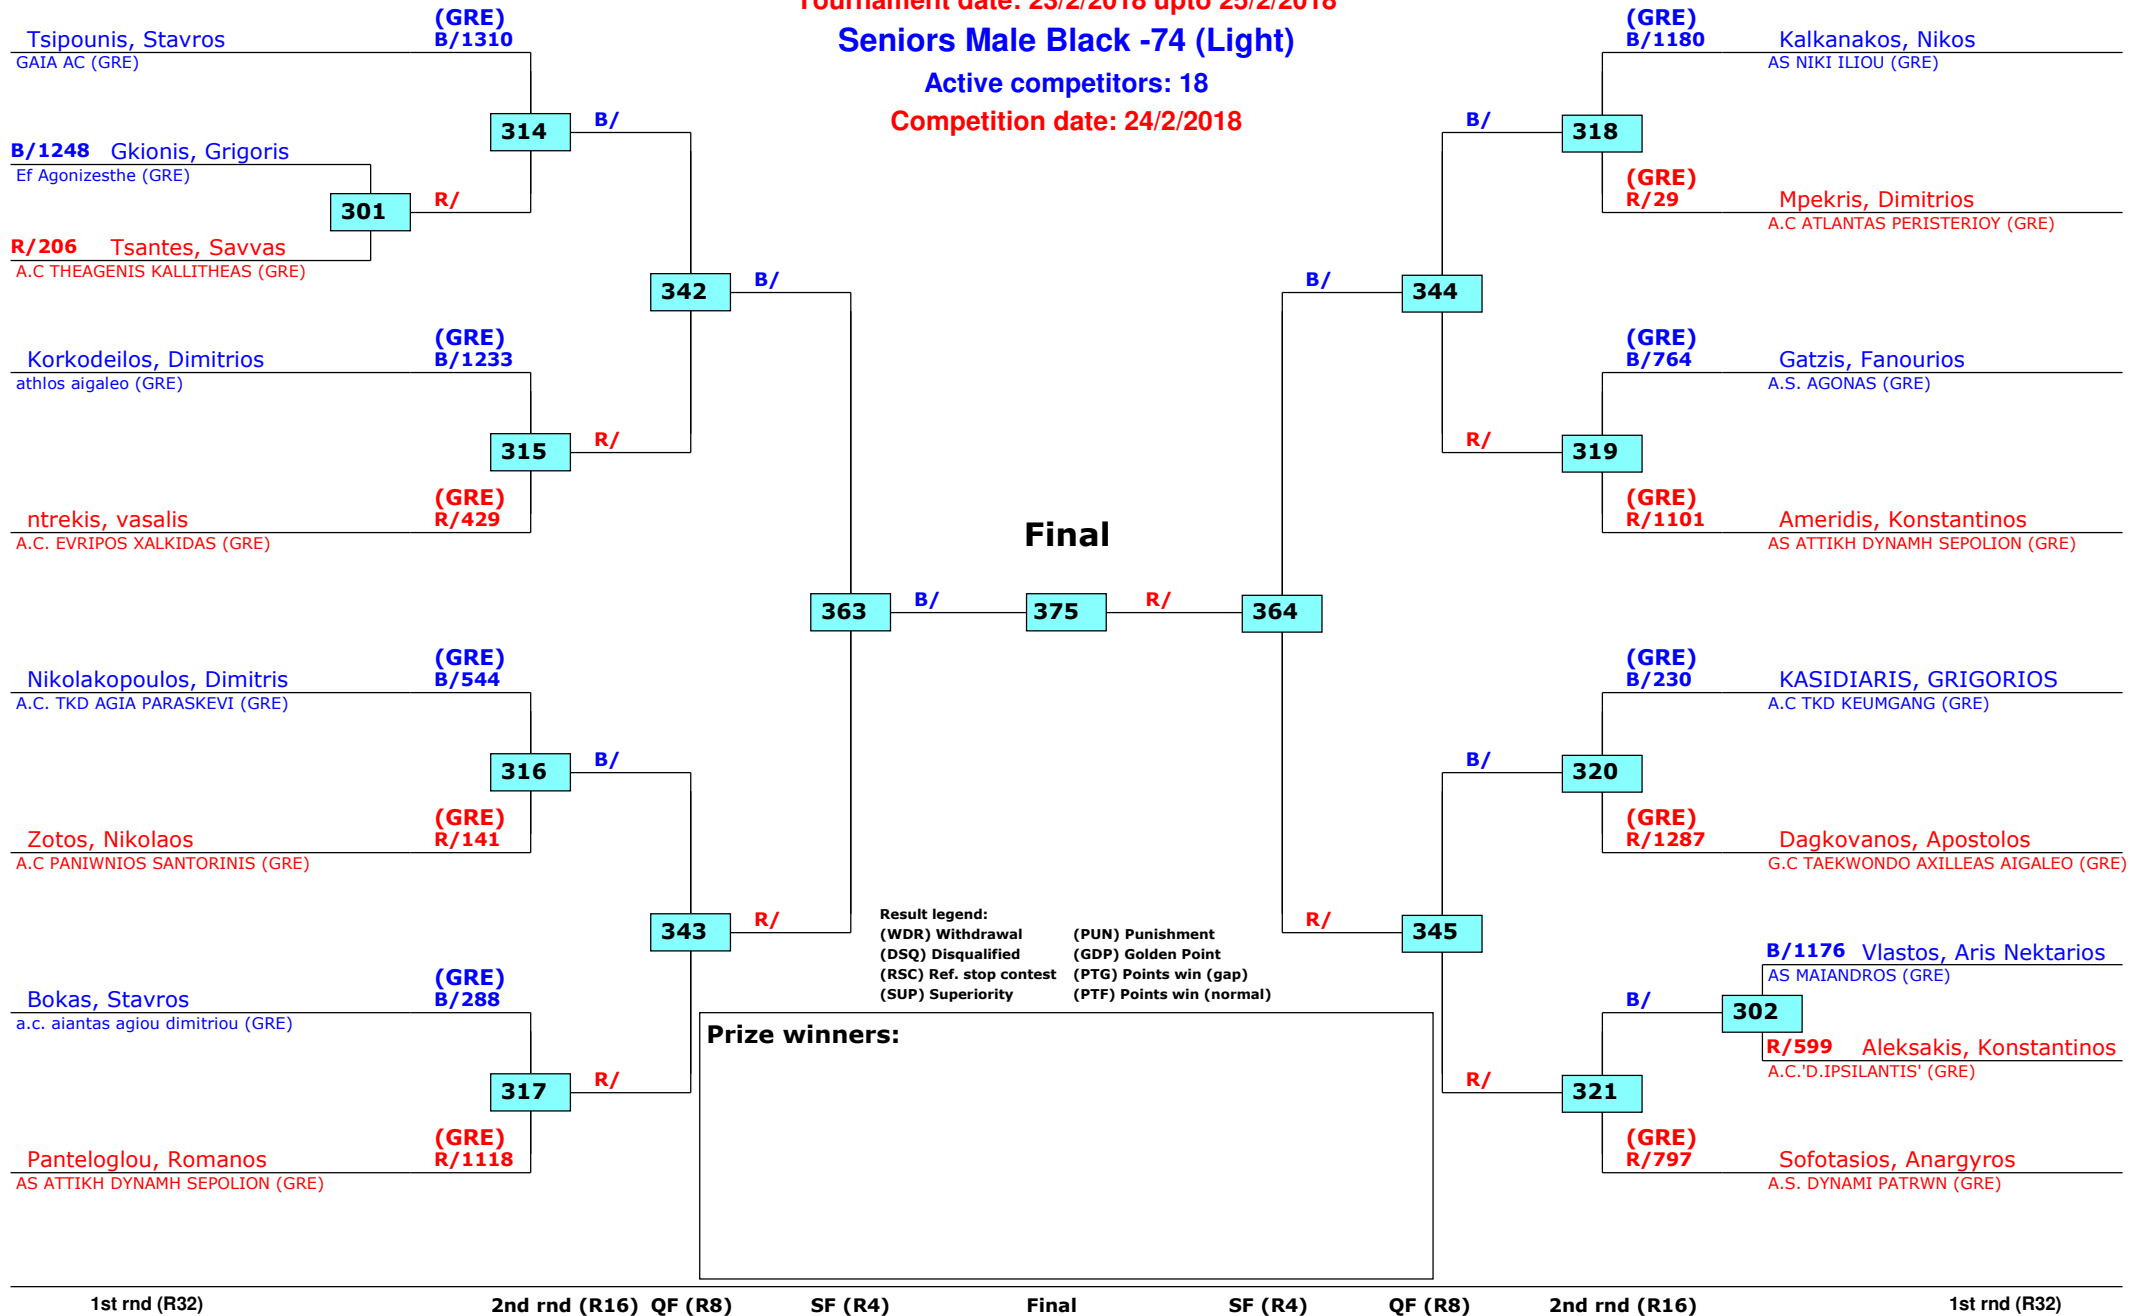 Tournament date: 23/2/2018 upto 25/2/2018
Seniors Male Black -74 (Light)
Active competitors: 18
Competition date: 24/2/2018
(GRE)
Tsipounis, Stavros B/1310
GAIA AC (GRE)
314
B/
B/1248 Gkionis, Grigoris
Ef Agonizesthe (GRE)
301
R/
R/206 Tsantes, Savvas
A.C THEAGENIS KALLITHEAS (GRE)
342
B/
(GRE)
Korkodeilos, Dimitrios B/1233
athlos aigaleo (GRE)
315
R/
(GRE)
ntrekis, vasalis R/429
A.C. EVRIPOS XALKIDAS (GRE)
363
B/
(GRE)
Nikolakopoulos, Dimitris B/544
A.C. TKD AGIA PARASKEVI (GRE)
316
B/
(GRE)
Zotos, Nikolaos R/141
A.C PANIWNIOS SANTORINIS (GRE)
343
R/
(GRE)
Bokas, Stavros B/288
a.c. aiantas agiou dimitriou (GRE)
317
R/
(GRE)
Panteloglou, Romanos R/1118
AS ATTIKH DYNAMH SEPOLION (GRE)
Final
375
(GRE)
B/1180 Kalkanakos, Nikos
AS NIKI ILIOU (GRE)
B/
318
(GRE)
R/29 Mpekris, Dimitrios
A.C ATLANTAS PERISTERIOY (GRE)
B/
344
(GRE)
B/764 Gatzis, Fanourios
A.S. AGONAS (GRE)
R/
319
(GRE)
R/1101 Ameridis, Konstantinos
AS ATTIKH DYNAMH SEPOLION (GRE)
R/
364
(GRE)
B/230 KASIDIARIS, GRIGORIOS
A.C TKD KEUMGANG (GRE)
B/
320
(GRE)
R/1287 Dagkovanos, Apostolos
G.C TAEKWONDO AXILLEAS AIGALEO (GRE)
R/
345
B/1176 Vlastos, Aris Nektarios
AS MAIANDROS (GRE)
B/
302
R/599 Aleksakis, Konstantinos
A.C.'D.IPSILANTIS' (GRE)
R/
321
(GRE)
R/797 Sofotasios, Anargyros
A.S. DYNAMI PATRWN (GRE)
Result legend:
(WDR) Withdrawal (PUN) Punishment
(DSQ) Disqualified (GDP) Golden Point
(RSC) Ref. stop contest (PTG) Points win (gap)
(SUP) Superiority (PTF) Points win (normal)
Prize winners:
1st rnd (R32) 2nd rnd (R16) QF (R8) SF (R4) Final SF (R4) QF (R8) 2nd rnd (R16) 1st rnd (R32)